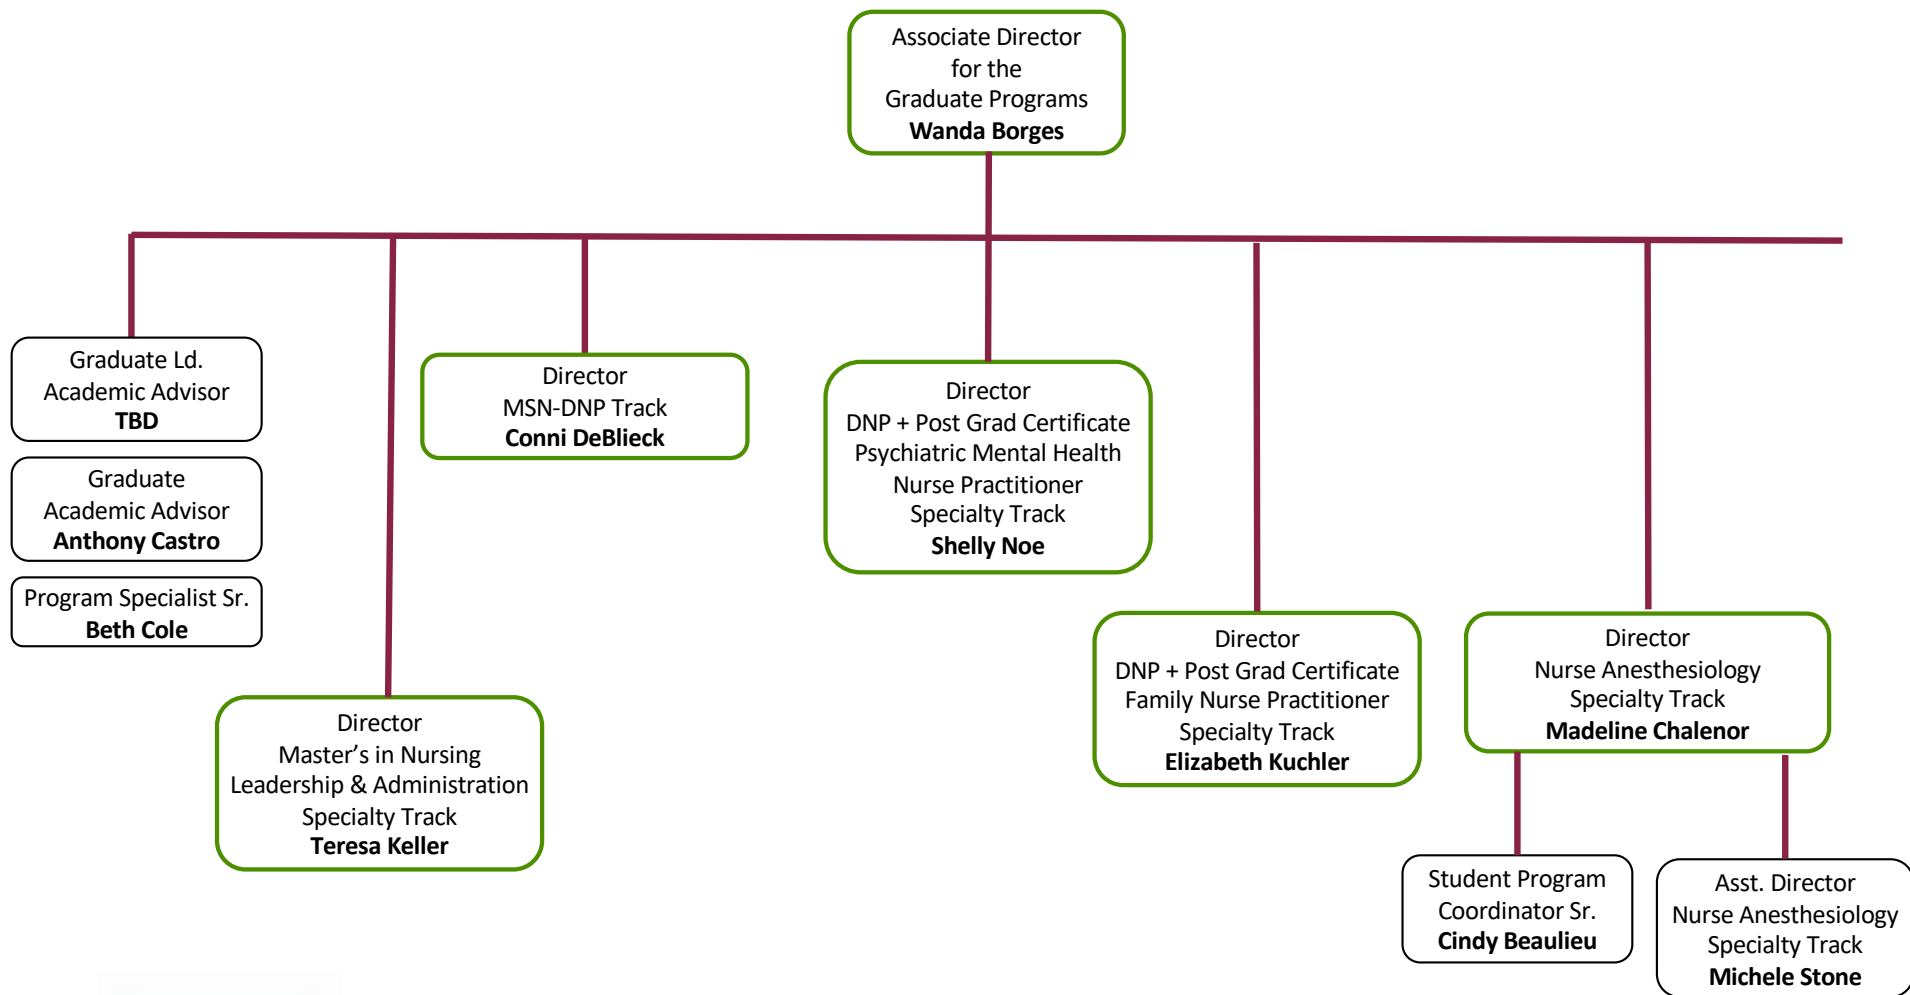 Associate Director
for the
Graduate Programs
Wanda Borges
Graduate Ld.
Academic Advisor
TBD
Graduate
Academic Advisor
Anthony Castro
Program Specialist Sr.
Beth Cole
Director
Master’s in Nursing
Leadership & Administration
Specialty Track
Teresa Keller
Director
MSN-DNP Track
Conni DeBlieck
Director
DNP + Post Grad Certificate
Psychiatric Mental Health
Nurse Practitioner
Specialty Track
Shelly Noe
Director
DNP + Post Grad Certificate
Family Nurse Practitioner
Specialty Track
Elizabeth Kuchler
Director
Nurse Anesthesiology
Specialty Track
Madeline Chalenor
Student Program
Coordinator Sr.
Cindy Beaulieu
Asst. Director
Nurse Anesthesiology
Specialty Track
Michele Stone